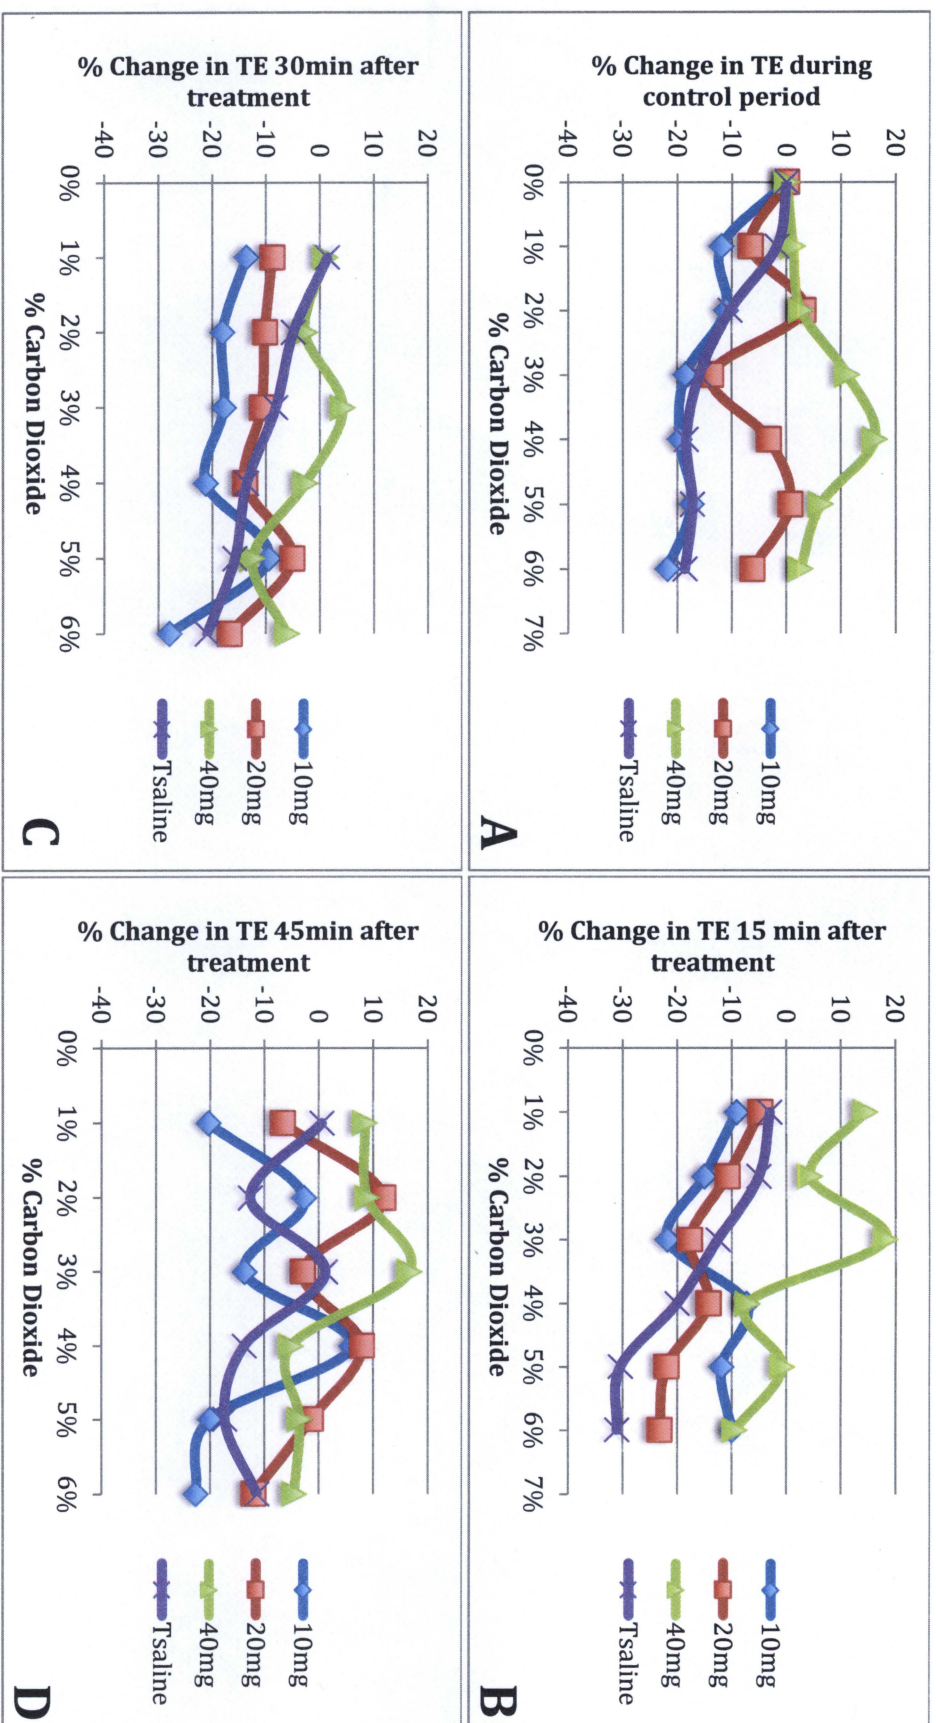 % Change in TE during
control period
20
10
0
-10
-20
-30
-40
0%
1%
2%
3%
4%
5%
6%
7%
% Carbon Dioxide
10mg
20mg
40mg
Tsaline
A
% Change in TE 15 min after
treatment
20
10
0
-10
-20
-30
-40
0%
1%
2%
3%
4%
5%
6%
7%
% Carbon Dioxide
10mg
20mg
40mg
Tsaline
B
% Change in TE 30min after
treatment
20
10
0
-10
-20
-30
-40
0%
1%
2%
3%
4%
5%
6%
% Carbon Dioxide
10mg
20mg
40mg
Tsaline
C
% Change in TE 45min after
treatment
20
10
0
-10
-20
-30
-40
0%
1%
2%
3%
4%
5%
6%
% Carbon Dioxide
10mg
20mg
40mg
Tsaline
D